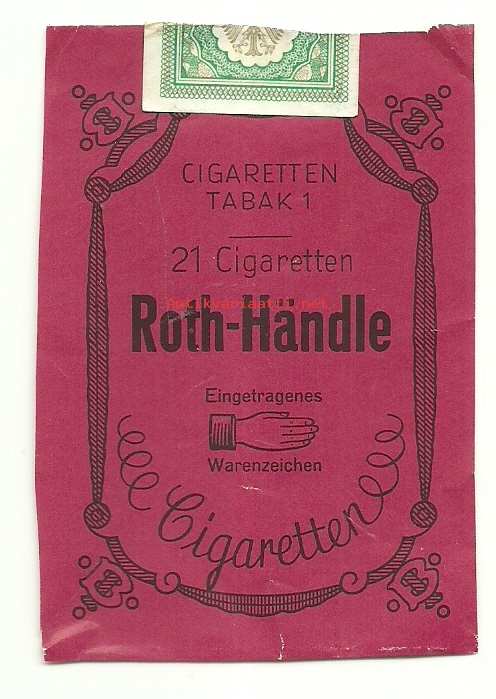 CIGARETTEN
TABAK 1
21 Cigaretten
Roth-Händle
Eingetragenes
Warenzeichen
Cigaretten